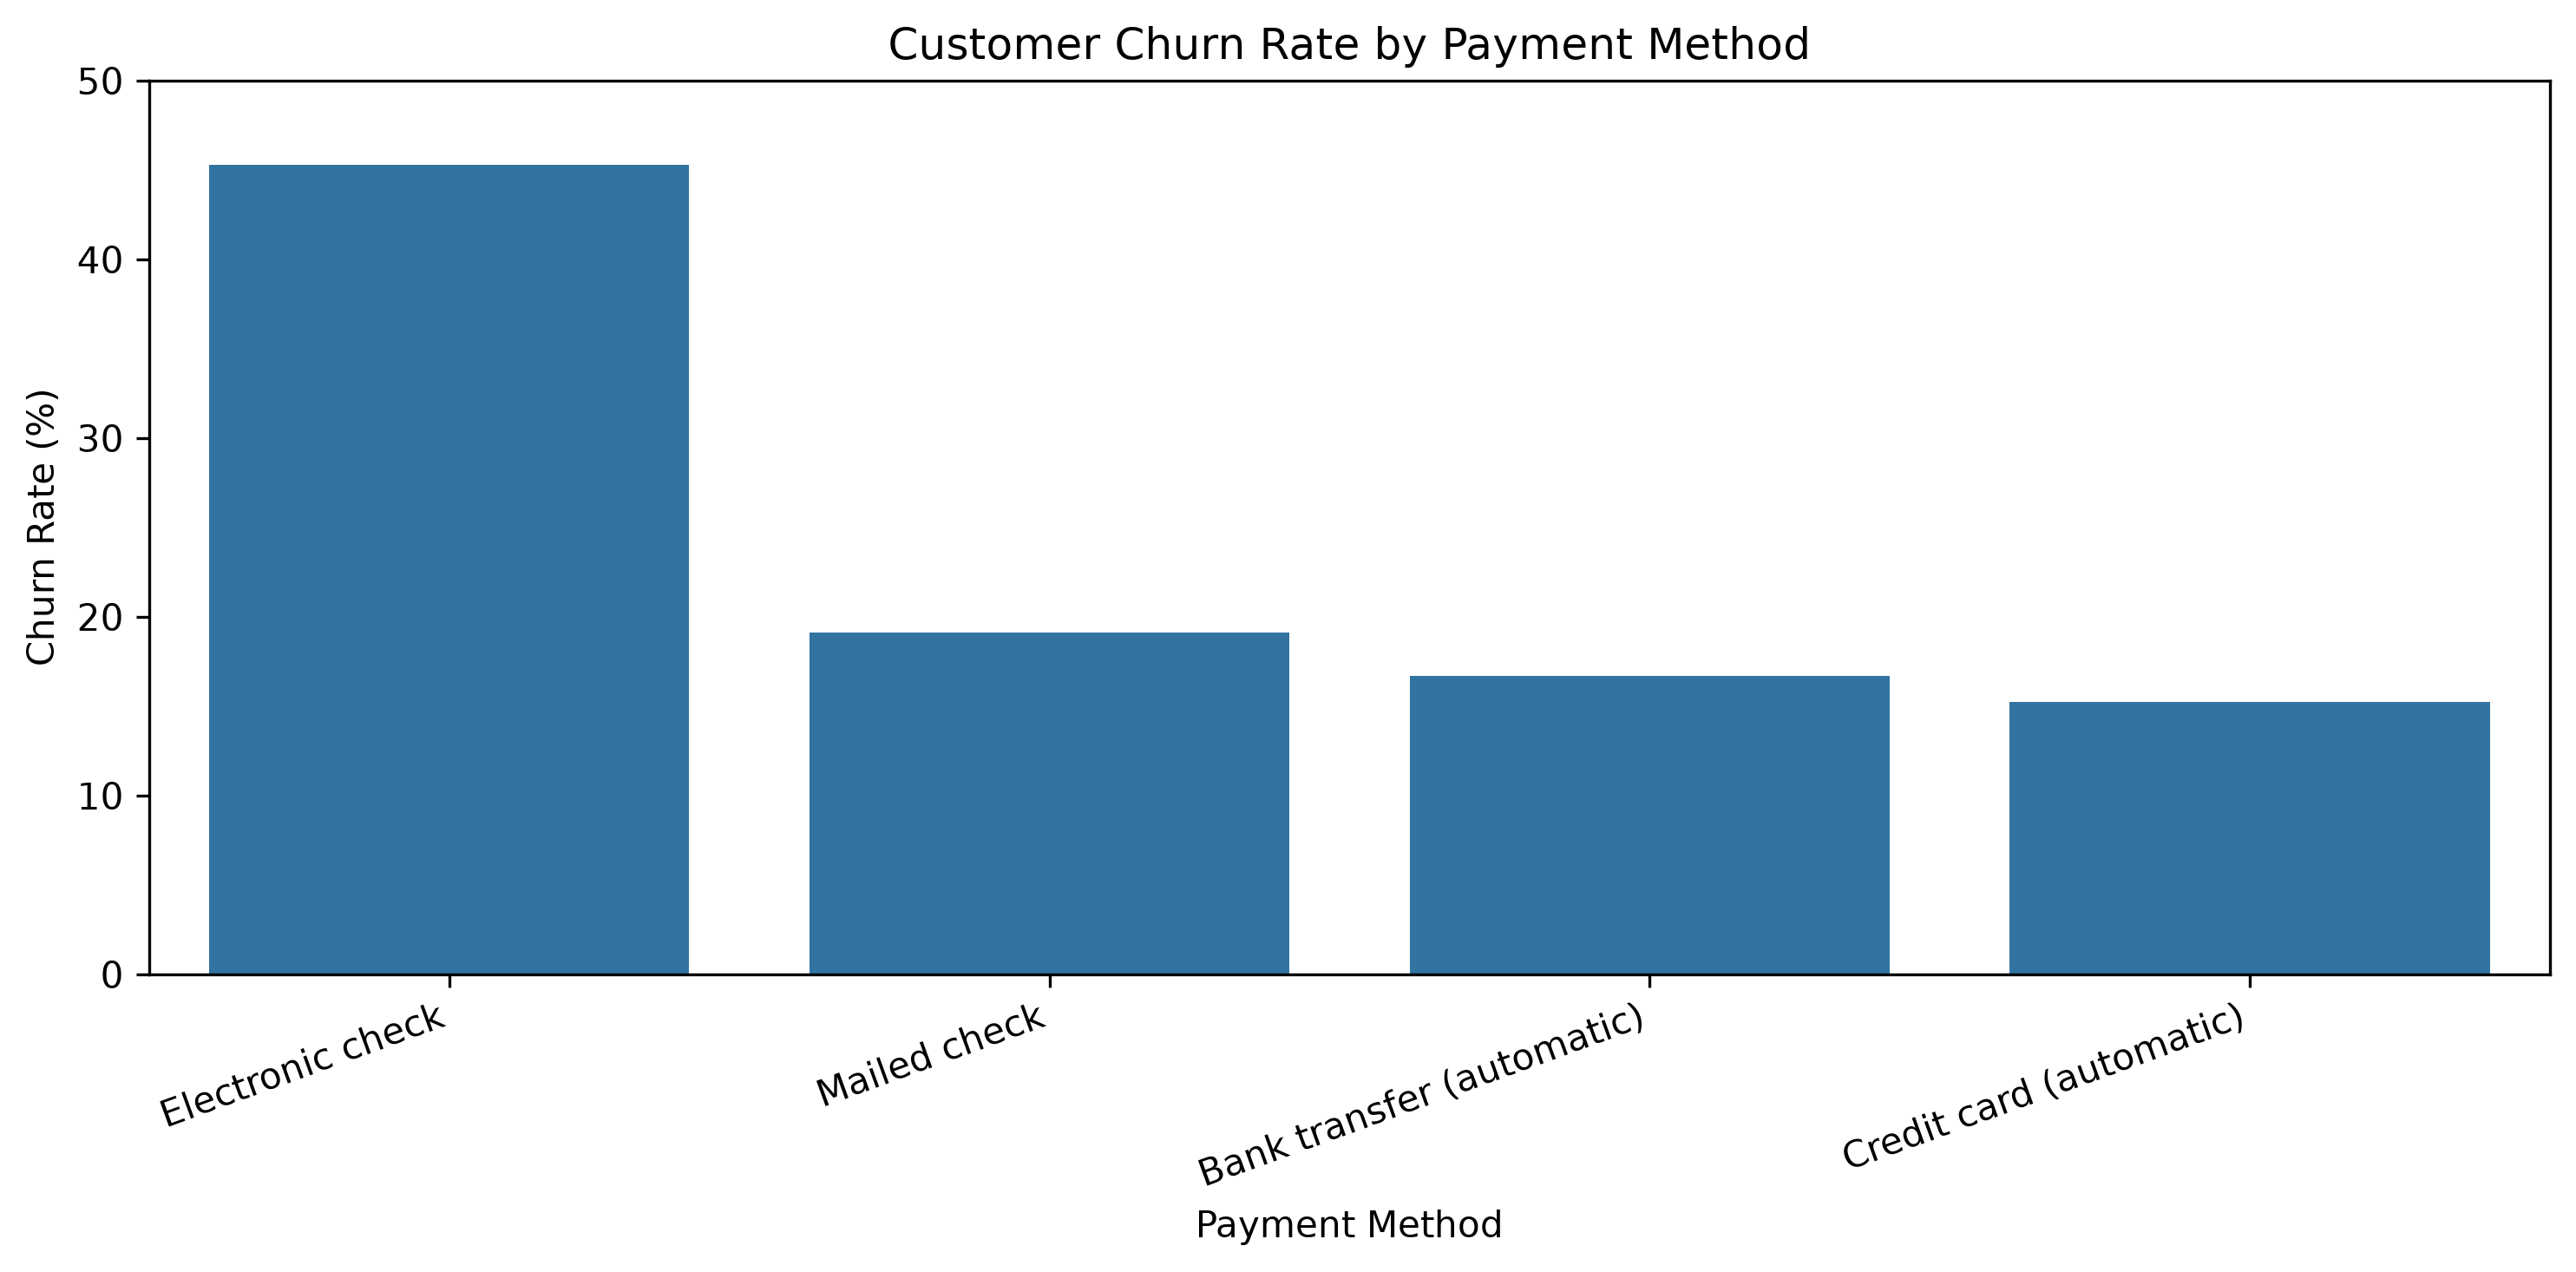 Customer Churn Rate by Payment Method
50
40
30
20
10
0
Churn Rate (%)
Electronic check
Mailed check
Bank transfer (automatic)
Credit card (automatic)
Payment Method